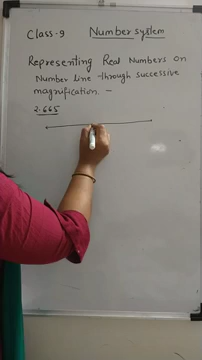 Class-9 Number system
Representing Real Numbers on
Number Line through successive
magnification. -
2.665